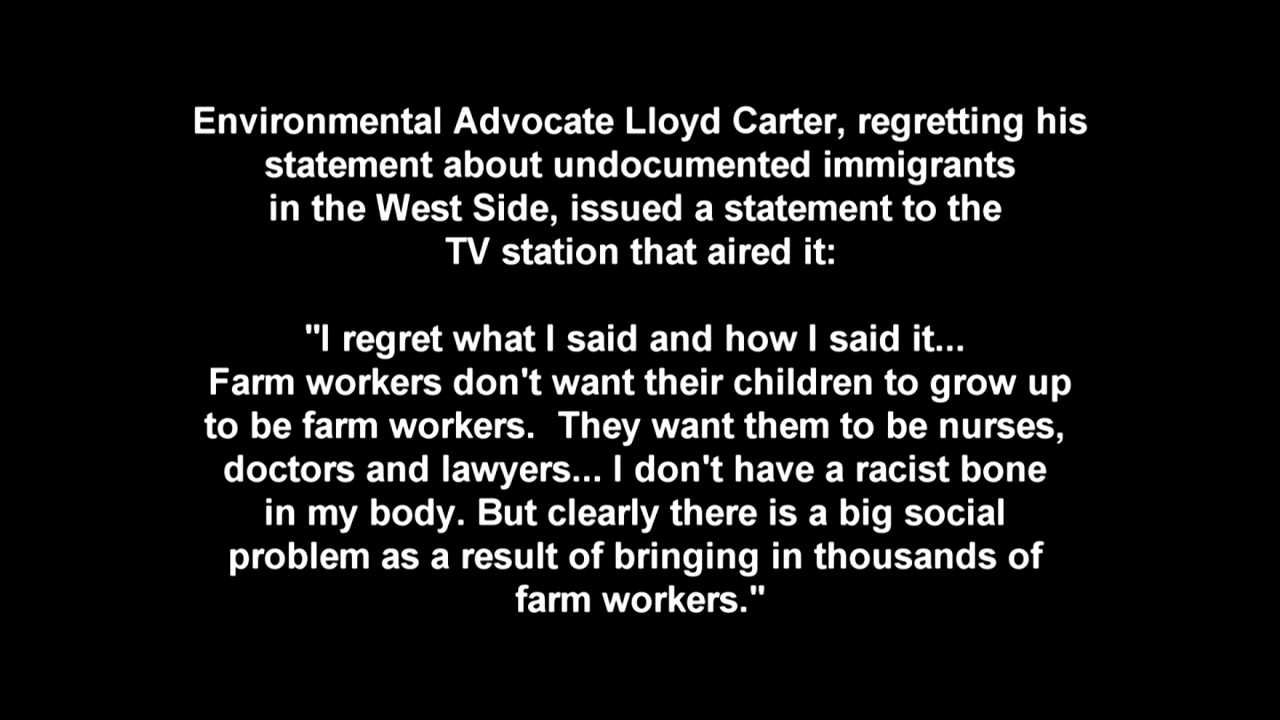 Environmental Advocate Lloyd Carter, regretting his
statement about undocumented immigrants
in the West Side, issued a statement to the
TV station that aired it:
"I regret what I said and how I said it...
Farm workers don't want their children to grow up
to be farm workers.  They want them to be nurses,
doctors and lawyers... I don't have a racist bone
in my body. But clearly there is a big social
problem as a result of bringing in thousands of
farm workers."